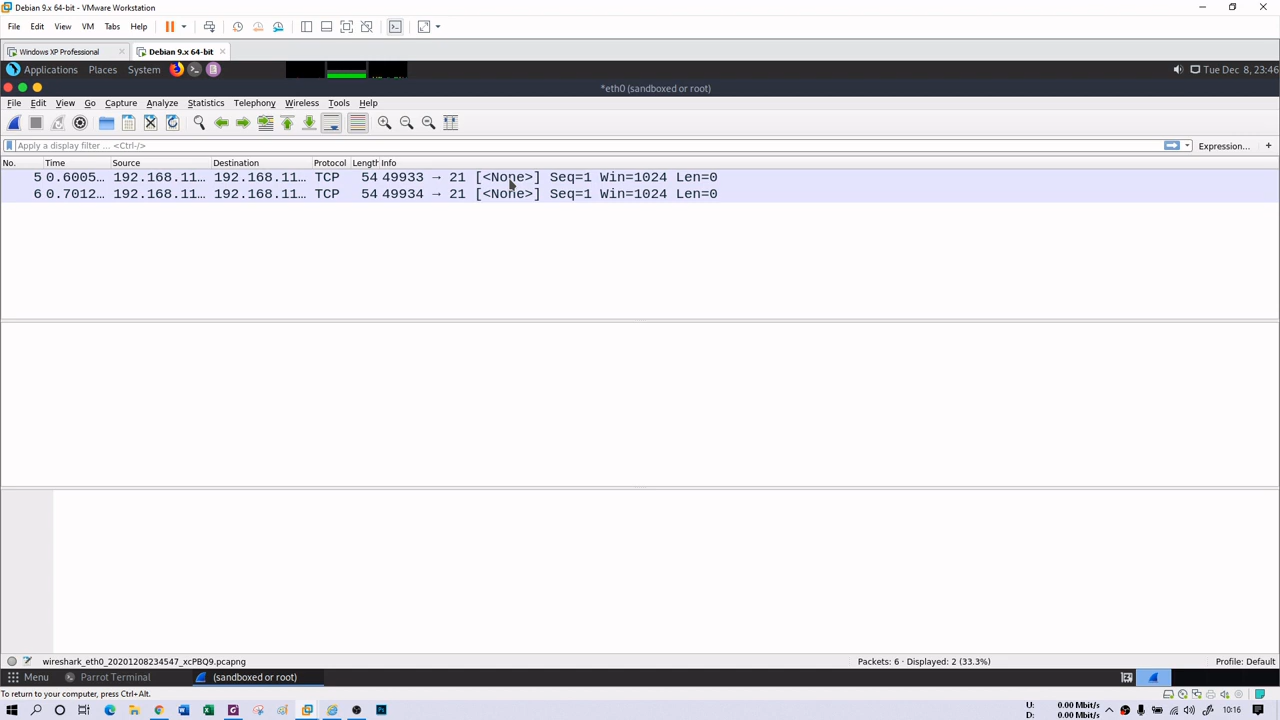 Debian 9.x 64-bit - VMware Workstation
File Edit View VM Tabs Help
Windows XP Professional Debian 9.x 64-bit
Applications Places System Tue Dec 8, 23:46
*eth0 (sandboxed or root)
File Edit View Go Capture Analyze Statistics Telephony Wireless Tools Help
Apply a display filter ... <Ctrl-/> Expression... +
No. Time Source Destination Protocol Length Info
5 0.6005… 192.168.11… 192.168.11… TCP 54 49933 → 21 [<None>] Seq=1 Win=1024 Len=0
6 0.7012… 192.168.11… 192.168.11… TCP 54 49934 → 21 [<None>] Seq=1 Win=1024 Len=0
wireshark_eth0_20201208234547_xcPBQ9.pcapng Packets: 6 · Displayed: 2 (33.3%) Profile: Default
Menu Parrot Terminal (sandboxed or root)
To return to your computer, press Ctrl+Alt.
U: 0.00 Mbit/s
D: 0.00 Mbit/s
10:16